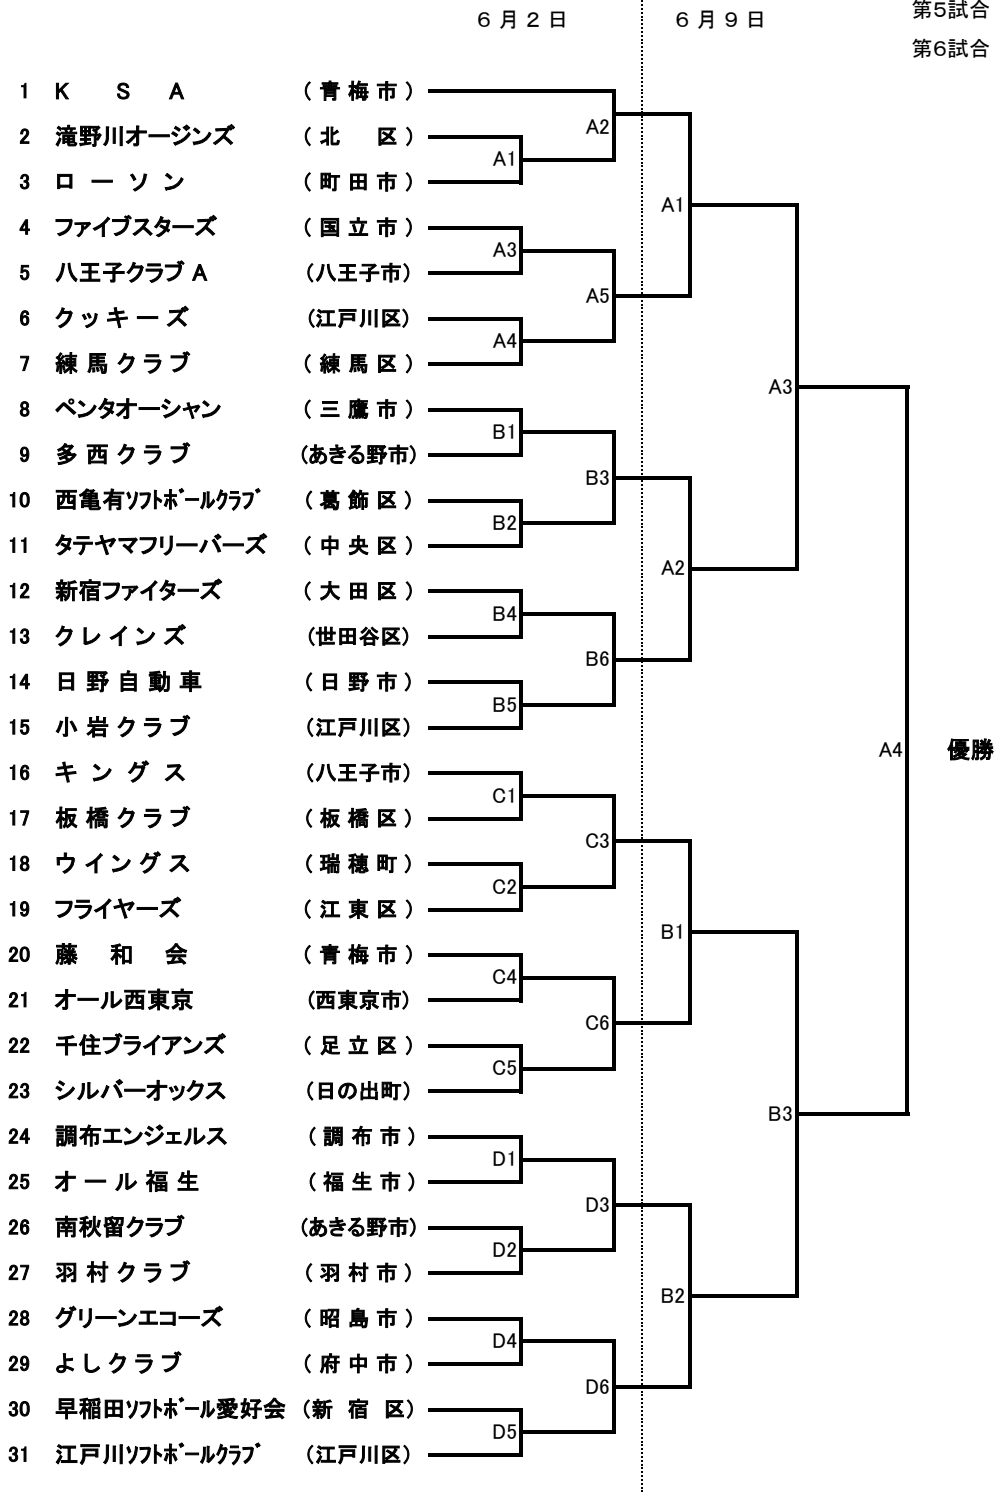 第5試合
６月２日 ６月９日
第6試合
1 Ｋ Ｓ Ａ （青梅市）
A2
2 滝野川オージンズ （北 区）
A1
3 ローソン （町田市）
A1
4 ファイブスターズ （国立市）
A3
5 八王子クラブＡ （八王子市）
A5
6 クッキーズ （江戸川区）
A4
7 練馬クラブ （練馬区）
A3
8 ペンタオーシャン （三鷹市）
B1
9 多西クラブ （あきる野市）
B3
10 西亀有ｿﾌﾄﾎﾞｰﾙｸﾗﾌﾞ （葛飾区）
B2
11 タテヤマフリーバーズ （中央区）
A2
12 新宿ファイターズ （大田区）
B4
13 クレインズ （世田谷区）
B6
14 日野自動車 （日野市）
B5
15 小岩クラブ （江戸川区）
A4 優勝
16 キングス （八王子市）
C1
17 板橋クラブ （板橋区）
C3
18 ウイングス （瑞穂町）
C2
19 フライヤーズ （江東区）
B1
20 藤和会 （青梅市）
C4
21 オール西東京 （西東京市）
C6
22 千住ブライアンズ （足立区）
C5
23 シルバーオックス （日の出町）
B3
24 調布エンジェルス （調布市）
D1
25 オール福生 （福生市）
D3
26 南秋留クラブ （あきる野市）
D2
27 羽村クラブ （羽村市）
B2
28 グリーンエコーズ （昭島市）
D4
29 よしクラブ （府中市）
D6
30 早稲田ｿﾌﾄﾎﾞｰﾙ愛好会 （新宿区）
D5
31 江戸川ｿﾌﾄﾎﾞｰﾙｸﾗﾌﾞ （江戸川区）